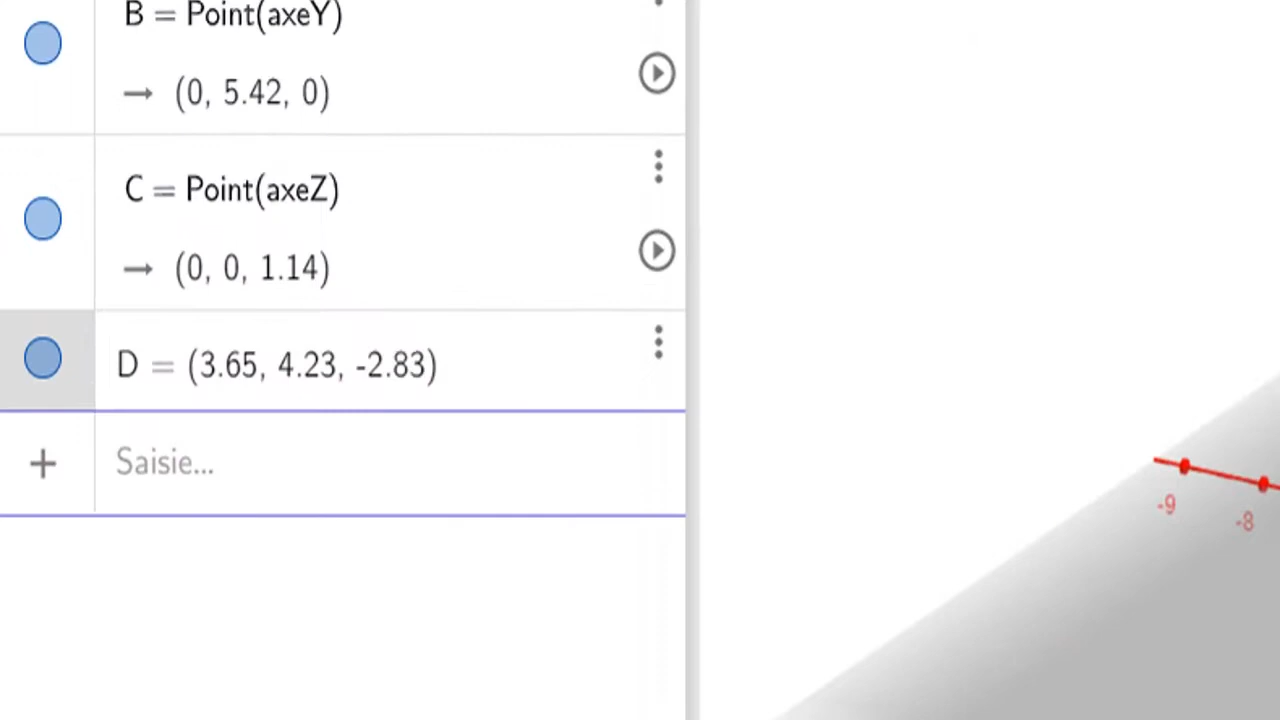 B = Point(axeY)
→ (0, 5.42, 0)
C = Point(axeZ)
→ (0, 0, 1.14)
D = (3.65, 4.23, -2.83)
+ Saisie...
-9
-8